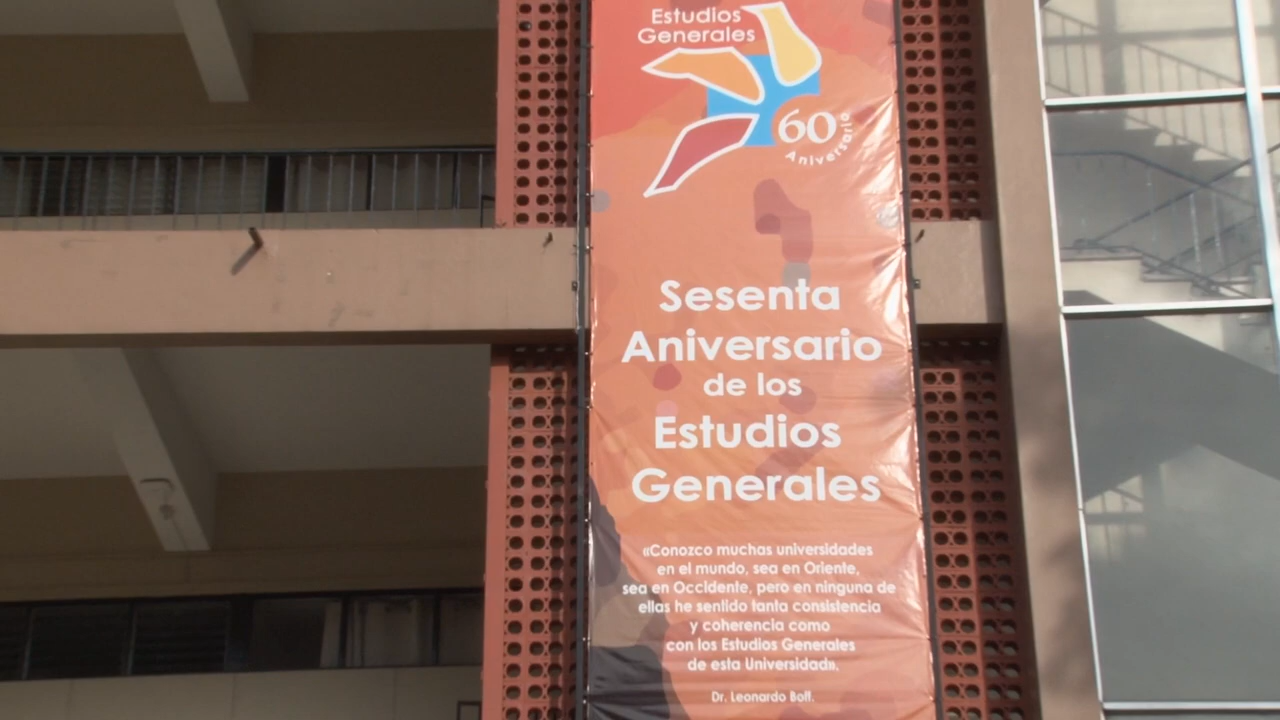 Estudios
Generales
60
Aniversario
Sesenta
Aniversario
de los
Estudios
Generales
«Conozco muchas universidades
en el mundo, sea en Oriente,
sea en Occidente, pero en ninguna de
ellas he sentido tanta consistencia
y coherencia como
con los Estudios Generales
de esta Universidad».
Dr. Leonardo Boff.